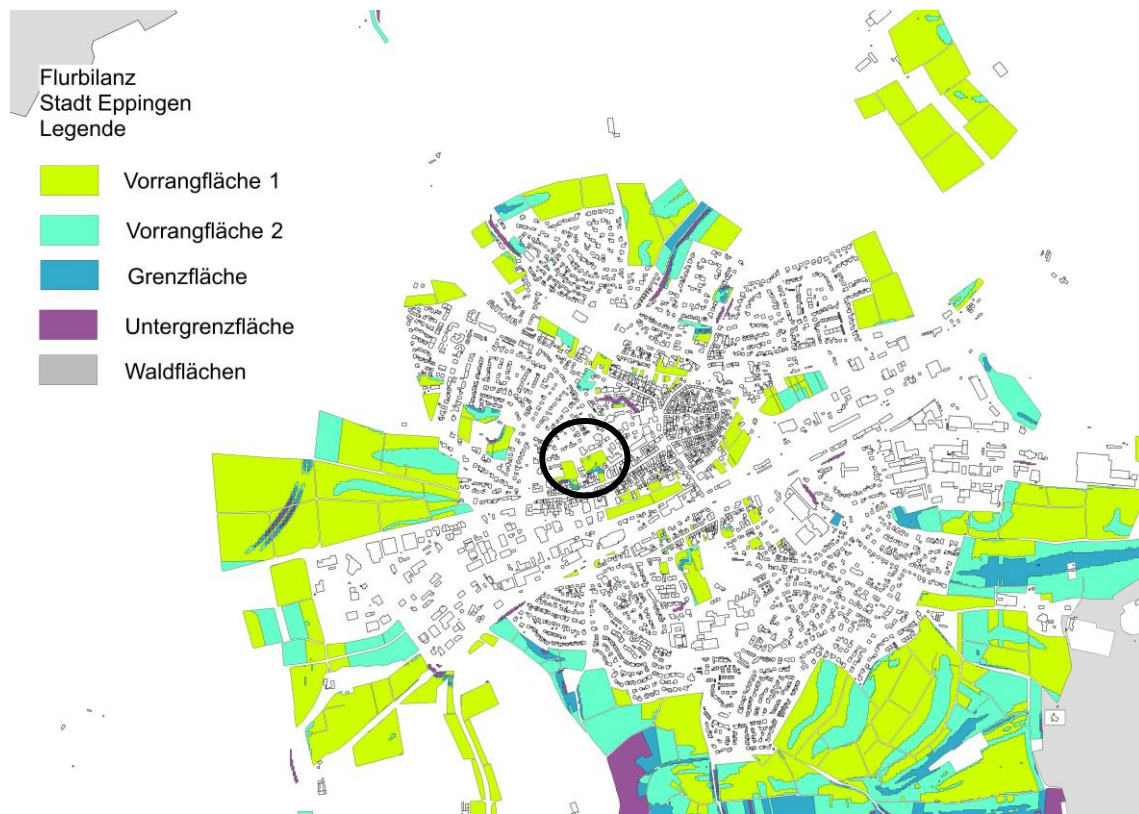 Flurbilanz
Stadt Eppingen
Legende
Vorrangfläche 1
Vorrangfläche 2
Grenzfläche
Untergrenzfläche
Waldflächen